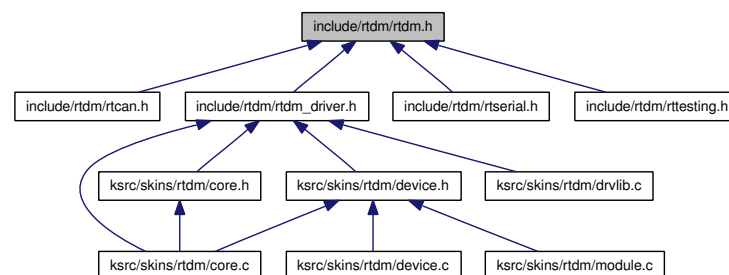 include/rtdm/rtdm.h
include/rtdm/rtcan.h
include/rtdm/rtdm_driver.h
include/rtdm/rtserial.h
include/rtdm/rttesting.h
ksrc/skins/rtdm/core.h
ksrc/skins/rtdm/device.h
ksrc/skins/rtdm/drvlib.c
ksrc/skins/rtdm/core.c
ksrc/skins/rtdm/device.c
ksrc/skins/rtdm/module.c